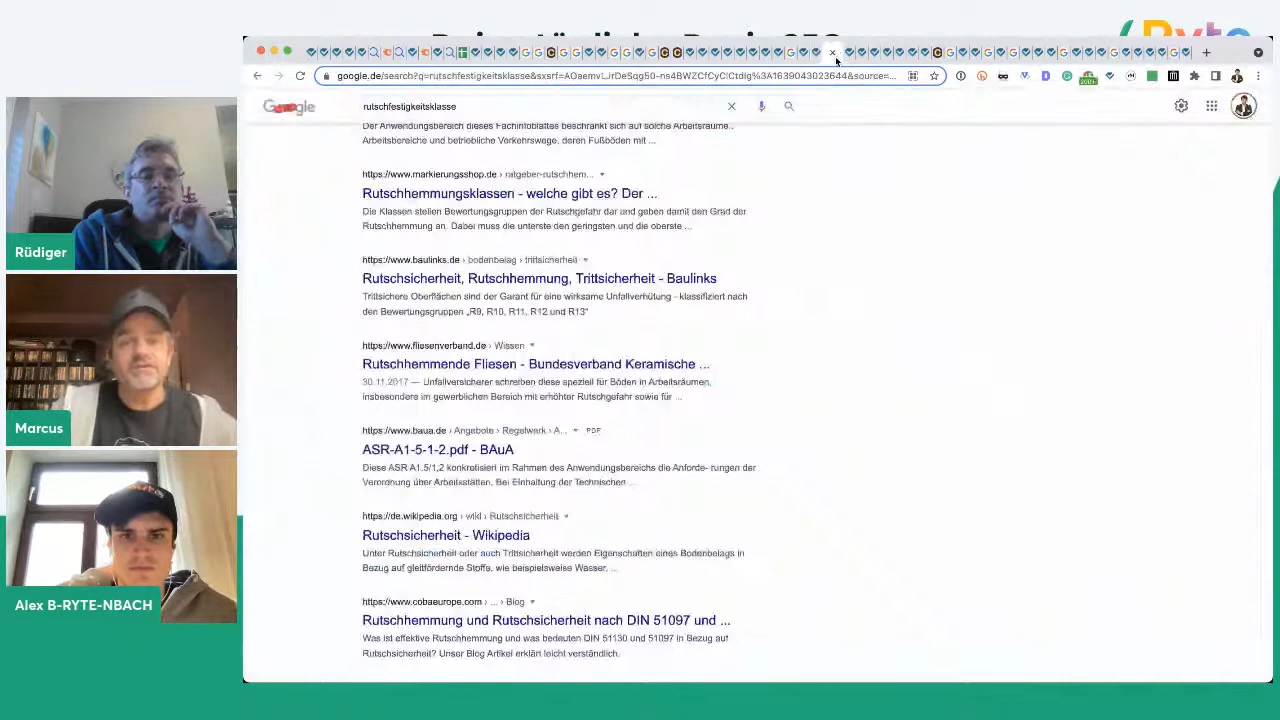 Ryte
google.de/search?q=rutschfestigkeitsklasse&sxsrf=
rutschfestigkeitsklasse
Der Anwendungsbereich dieses Fachinfoblattes beschränkt sich auf solche Arbeitsräume,
Arbeitsbereiche und betriebliche Verkehrswege, deren Fußböden mit ...
https://www.markierungsshop.de › ratgeber-rutschhem...
Rutschhemmungsklassen - welche gibt es? Der ...
Die Klassen stellen Bewertungsgruppen der Rutschgefahr dar und geben damit den Grad der
Rutschhemmung an. Dabei muss die unterste den geringsten und die oberste ...
https://www.baulinks.de › bodenbelag › trittsicherheit
Rutschsicherheit, Rutschhemmung, Trittsicherheit - Baulinks
Trittsichere Oberflächen sind der Garant für eine wirksame Unfallverhütung - klassifiziert nach
den Bewertungsgruppen „R9, R10, R11, R12 und R13"
https://www.fliesenverband.de › Wissen
Rutschhemmende Fliesen - Bundesverband Keramische ...
30.11.2017 — Unfallversicherer schreiben diese speziell für Böden in Arbeitsräumen,
insbesondere im gewerblichen Bereich mit erhöhter Rutschgefahr sowie für ...
https://www.baua.de › Angebote › Regelwerk › A... PDF
ASR-A1-5-1-2.pdf - BAuA
Diese ASR A1.5/1,2 konkretisiert im Rahmen des Anwendungsbereichs die Anforde- rungen der
Verordnung über Arbeitsstätten. Bei Einhaltung der Technischen ...
https://de.wikipedia.org › wiki › Rutschsicherheit
Rutschsicherheit - Wikipedia
Unter Rutschsicherheit oder auch Trittsicherheit werden Eigenschaften eines Bodenbelags in
Bezug auf gleitfördernde Stoffe, wie beispielsweise Wasser, ...
https://www.cobaeurope.com › ... › Blog
Rutschhemmung und Rutschsicherheit nach DIN 51097 und ...
Was ist effektive Rutschhemmung und was bedeuten DIN 51130 und 51097 in Bezug auf
Rutschsicherheit? Unser Blog Artikel erklärt leicht verständlich.
Rüdiger
Marcus
Alex B-RYTE-NBACH